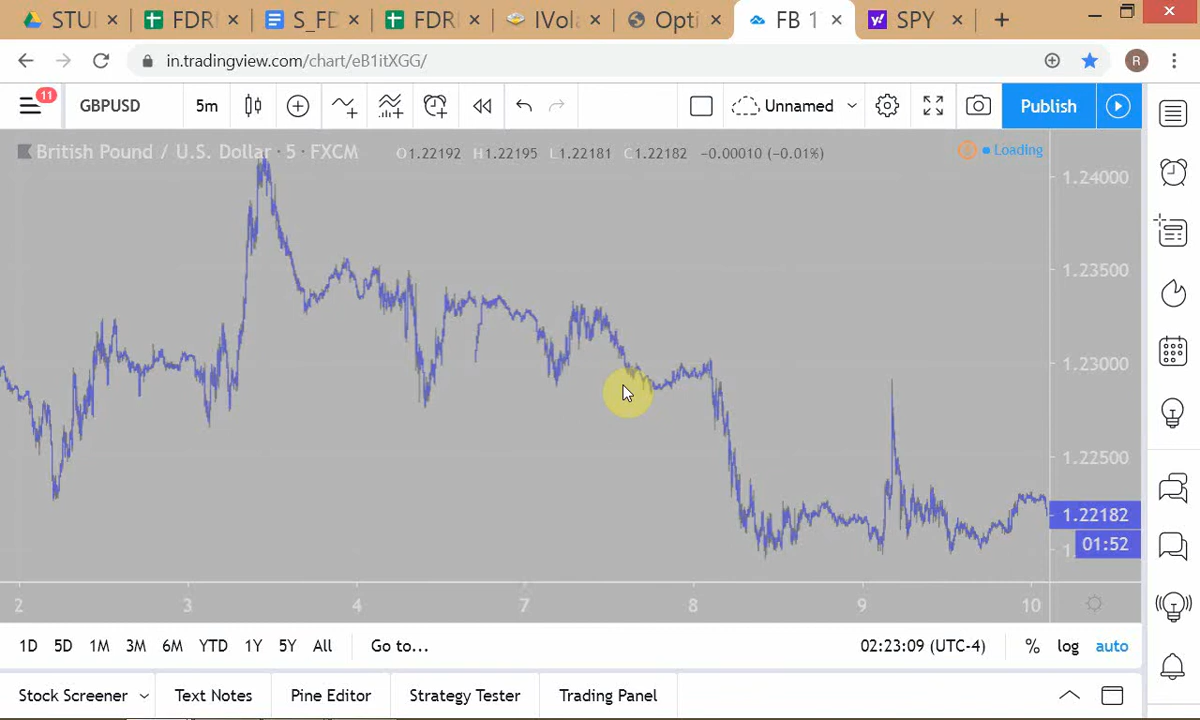 STU FDR S_FD FDR IVola Opti FB 1 SPY
in.tradingview.com/chart/eB1itXGG/ R
11 GBPUSD 5m Unnamed Publish
British Pound / U.S. Dollar · 5 · FXCM O1.22192 H1.22195 L1.22181 C1.22182 −0.00010 (−0.01%) Loading
1.24000
1.23500
1.23000
1.22500
1.22182
01:52
2 3 4 7 8 9 10
1D 5D 1M 3M 6M YTD 1Y 5Y All Go to... 02:23:09 (UTC-4) % log auto
Stock Screener Text Notes Pine Editor Strategy Tester Trading Panel